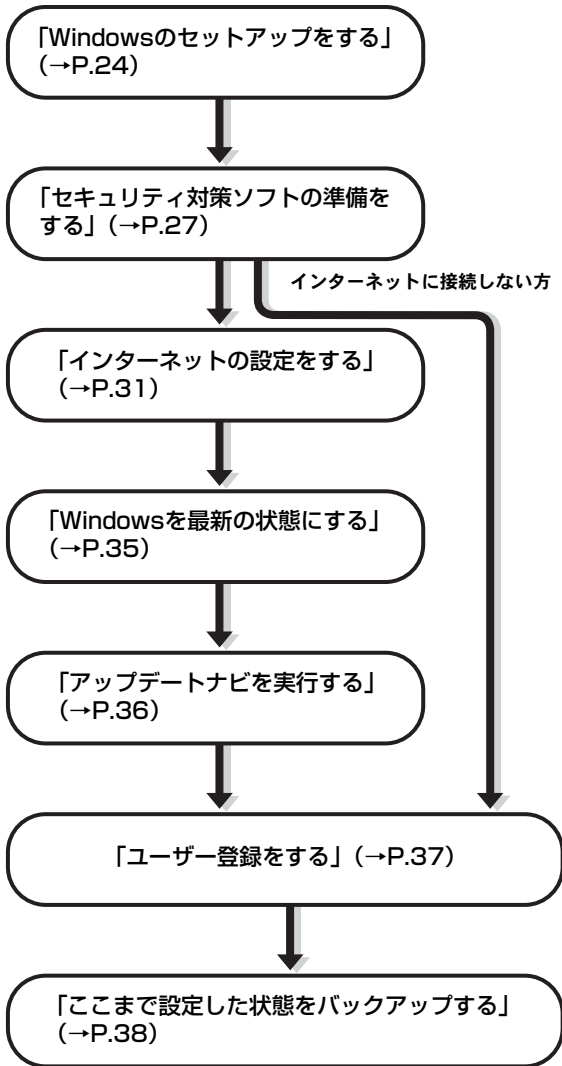 「Windowsのセットアップをする」
（→P.24）
「セキュリティ対策ソフトの準備を
する」（→P.27）
インターネットに接続しない方
「インターネットの設定をする」
（→P.31）
「Windowsを最新の状態にする」
（→P.35）
「アップデートナビを実行する」
（→P.36）
「ユーザー登録をする」（→P.37）
「ここまで設定した状態をバックアップする」
（→P.38）